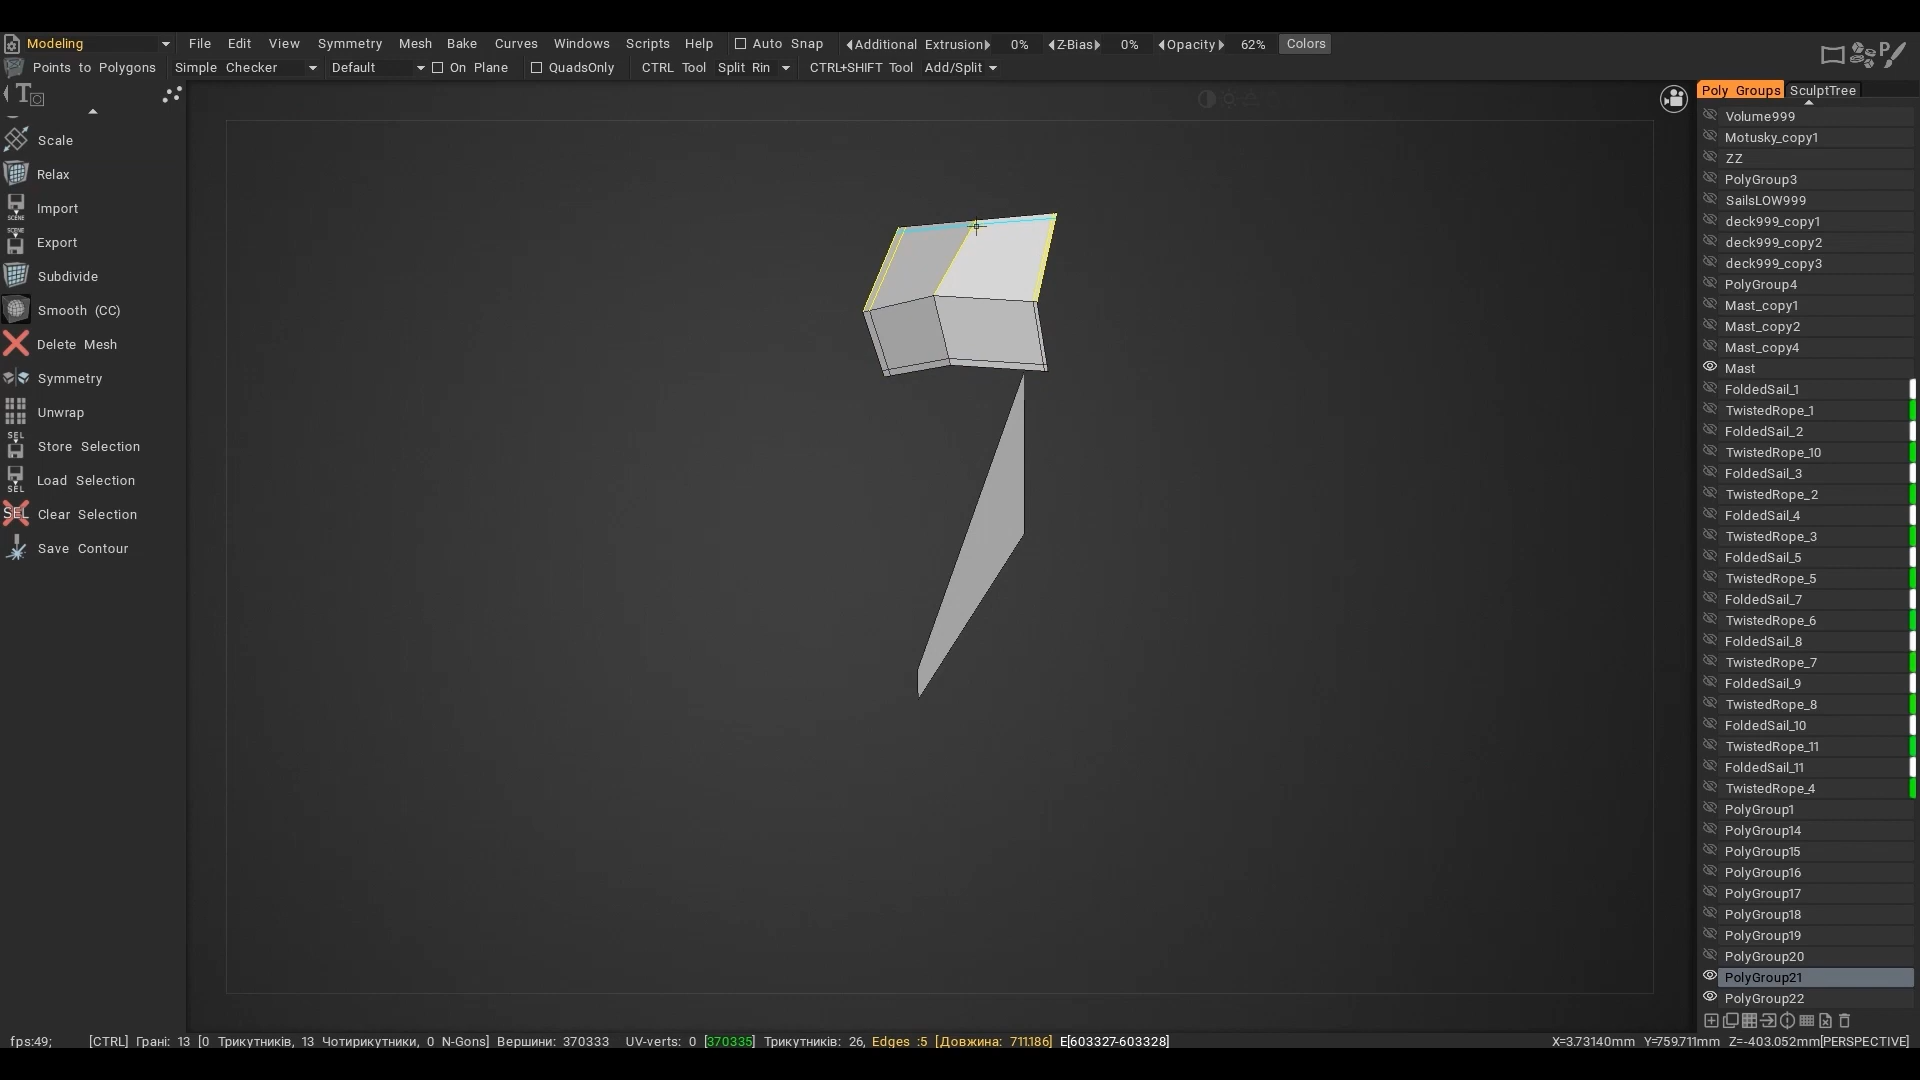 Modeling File Edit View Symmetry Mesh Bake Curves Windows Scripts Help Auto Snap Additional Extrusion 0% Z-Bias 0% Opacity 62% Colors
Points to Polygons Simple Checker Default On Plane QuadsOnly CTRL Tool Split Rin CTRL+SHIFT Tool Add/Split
Scale
Relax
Import
Export
Subdivide
Smooth (CC)
Delete Mesh
Symmetry
Unwrap
Store Selection
Load Selection
Clear Selection
Save Contour
Poly Groups SculptTree
Volume999
Motusky_copy1
ZZ
PolyGroup3
SailsLOW999
deck999_copy1
deck999_copy2
deck999_copy3
PolyGroup4
Mast_copy1
Mast_copy2
Mast_copy4
Mast
FoldedSail_1
TwistedRope_1
FoldedSail_2
TwistedRope_10
FoldedSail_3
TwistedRope_2
FoldedSail_4
TwistedRope_3
FoldedSail_5
TwistedRope_5
FoldedSail_7
TwistedRope_6
FoldedSail_8
TwistedRope_7
FoldedSail_9
TwistedRope_8
FoldedSail_10
TwistedRope_11
FoldedSail_11
TwistedRope_4
PolyGroup1
PolyGroup14
PolyGroup15
PolyGroup16
PolyGroup17
PolyGroup18
PolyGroup19
PolyGroup20
PolyGroup21
PolyGroup22
fps:49; [CTRL] Грані: 13 [0 Трикутників, 13 Чотирикутники, 0 N-Gons] Вершини: 370333 UV-verts: 0 [370335] Трикутників: 26, Edges :5 [Довжина: 711.186] E[603327-603328] X=3.73140mm Y=759.711mm Z=-403.052mm[PERSPECTIVE]